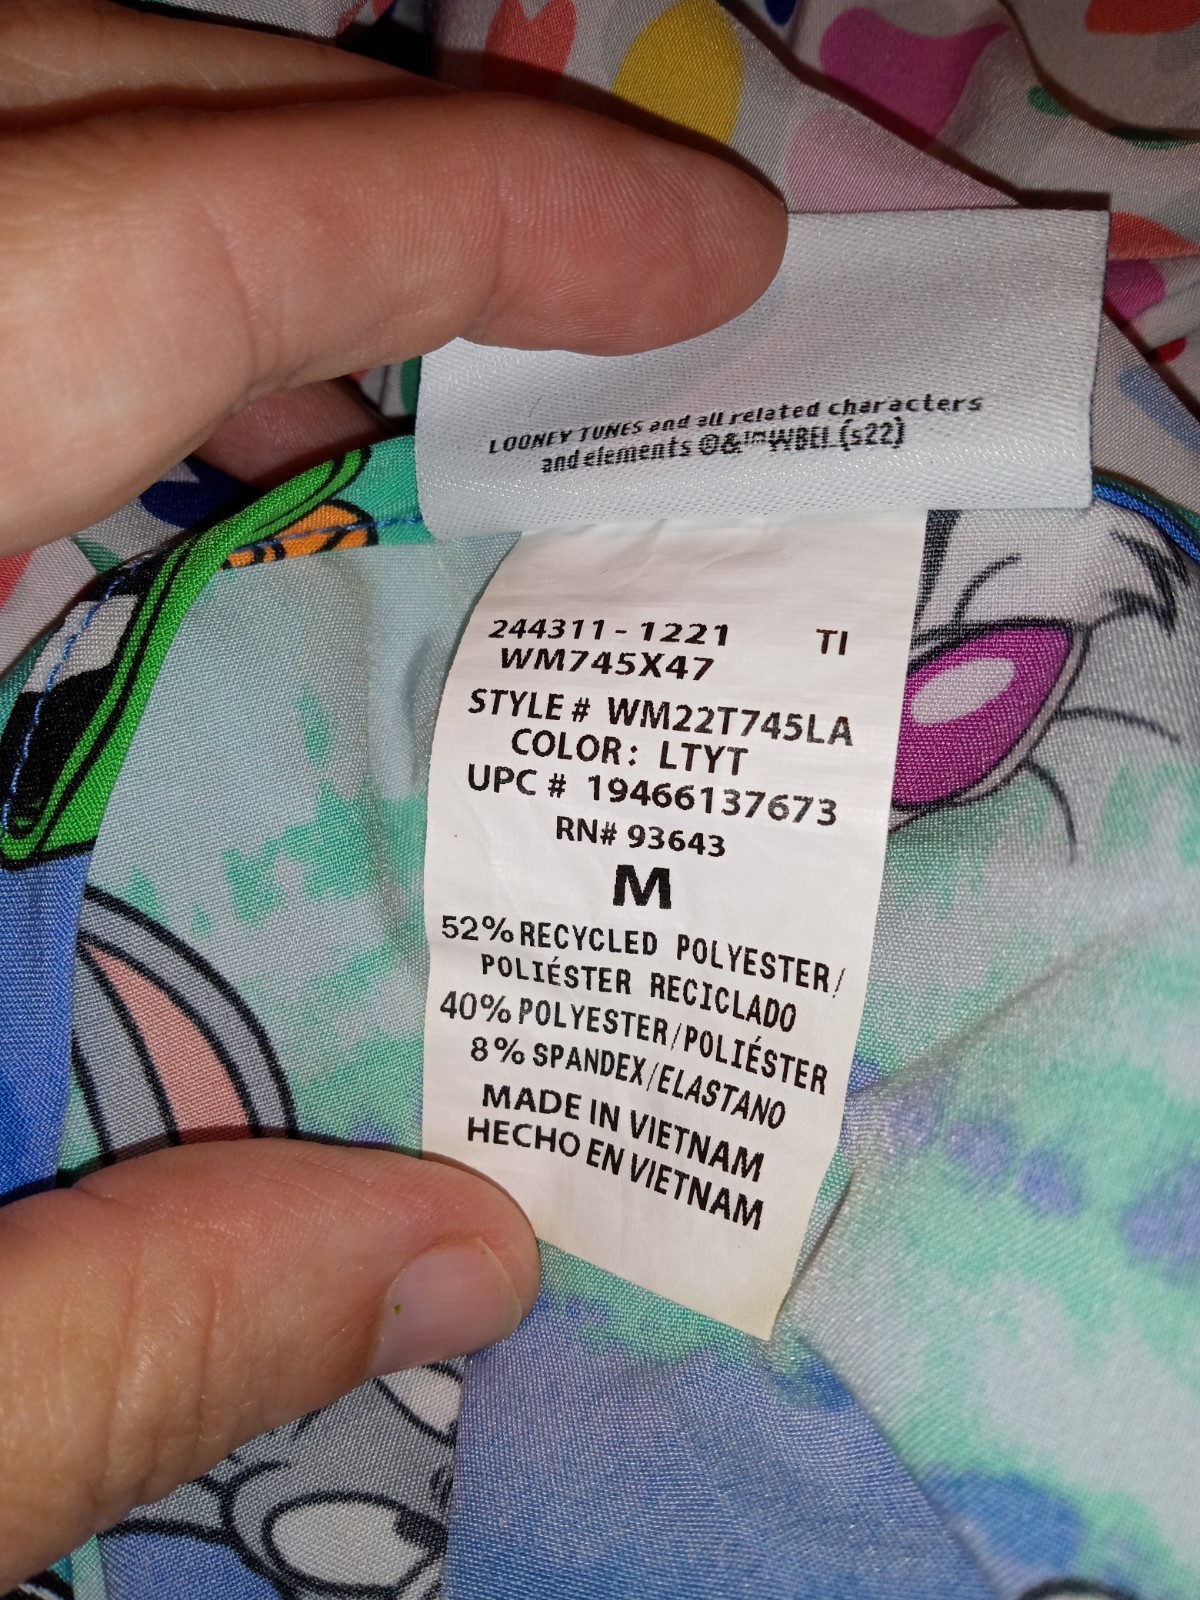 LOONEY TUNES and all related characters
and elements ©&™WBEI. (s22)
244311-1221 TI
WM745X47
STYLE # WM22T745LA
COLOR: LTYT
UPC # 19466137673
RN# 93643
M
52% RECYCLED POLYESTER/
POLIÉSTER RECICLADO
40% POLYESTER/POLIÉSTER
8% SPANDEX/ELASTANO
MADE IN VIETNAM
HECHO EN VIETNAM